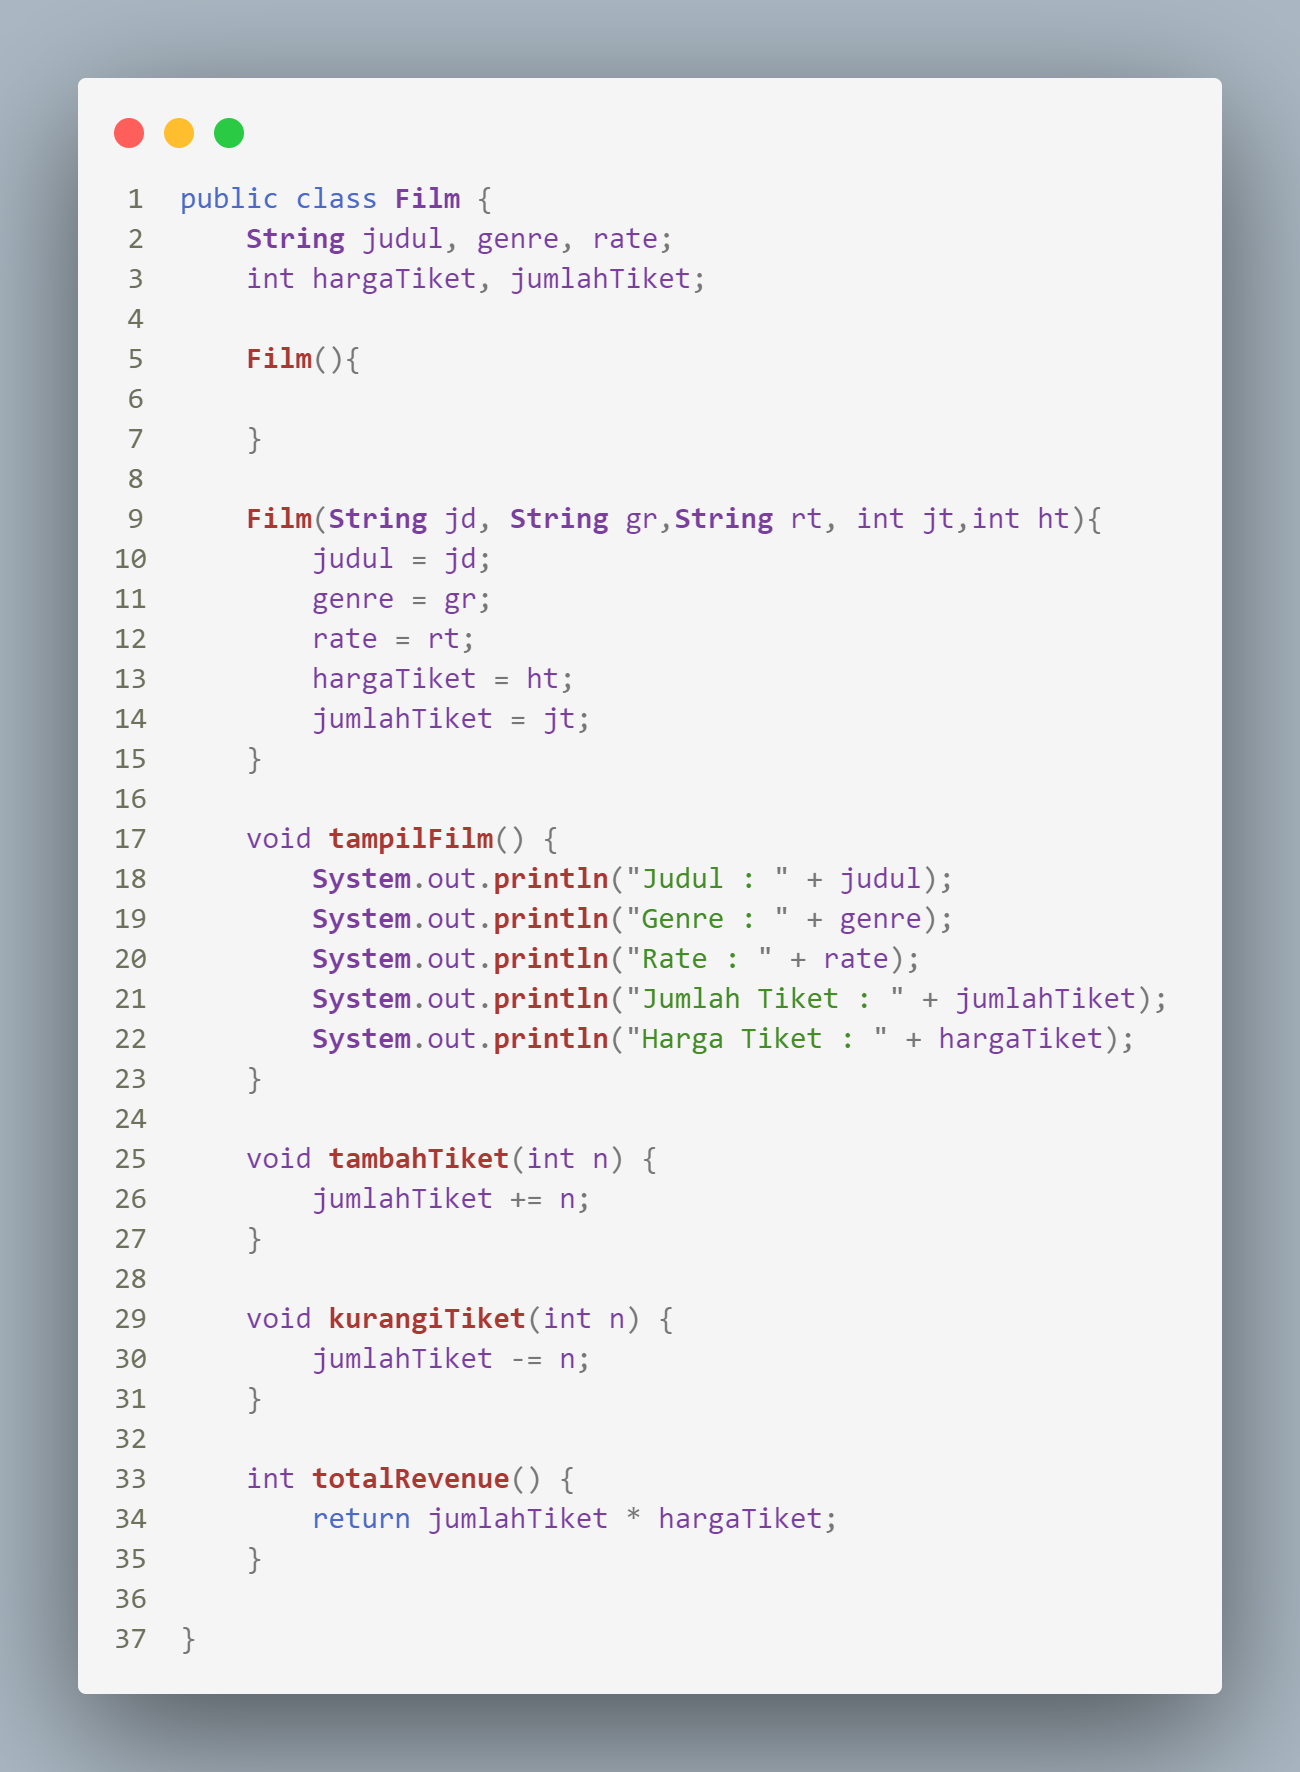 1 public class Film {
2     String judul, genre, rate;
3     int hargaTiket, jumlahTiket;
4
5     Film(){
6
7     }
8
9     Film(String jd, String gr,String rt, int jt,int ht){
10         judul = jd;
11         genre = gr;
12         rate = rt;
13         hargaTiket = ht;
14         jumlahTiket = jt;
15     }
16
17     void tampilFilm() {
18         System.out.println("Judul : " + judul);
19         System.out.println("Genre : " + genre);
20         System.out.println("Rate : " + rate);
21         System.out.println("Jumlah Tiket : " + jumlahTiket);
22         System.out.println("Harga Tiket : " + hargaTiket);
23     }
24
25     void tambahTiket(int n) {
26         jumlahTiket += n;
27     }
28
29     void kurangiTiket(int n) {
30         jumlahTiket -= n;
31     }
32
33     int totalRevenue() {
34         return jumlahTiket * hargaTiket;
35     }
36
37 }